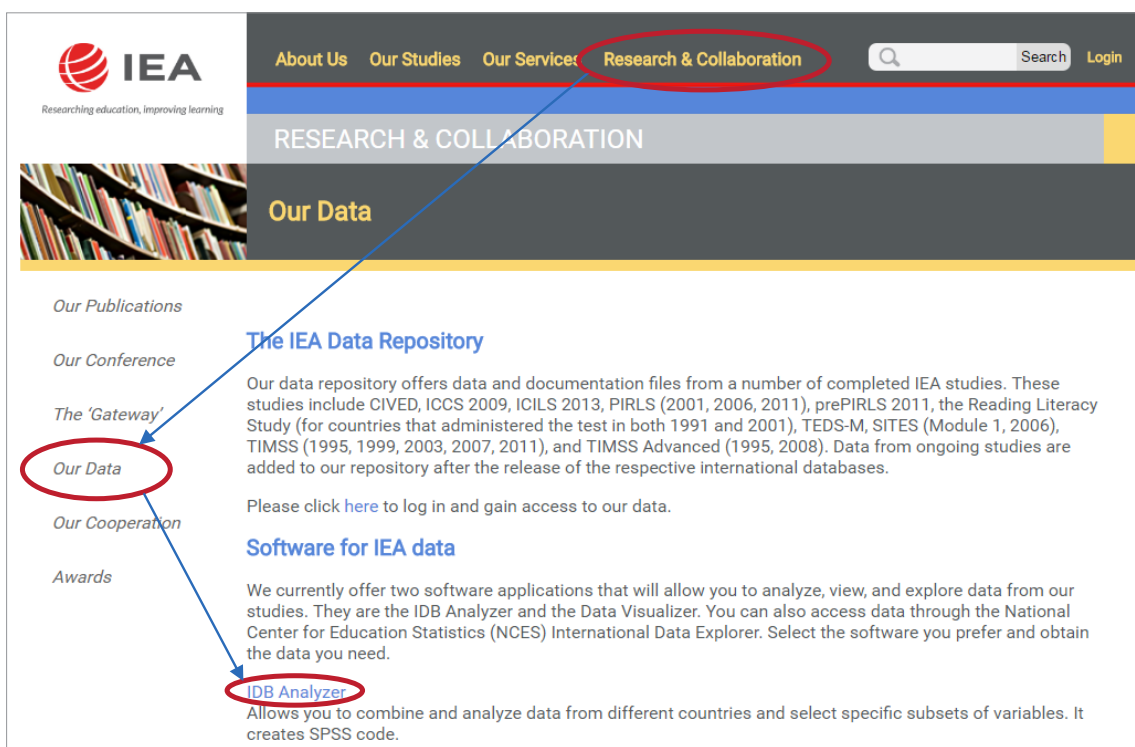 IEA
Researching education, improving learning
About Us Our Studies Our Services Research & Collaboration Search Login
RESEARCH & COLLABORATION
Our Data
Our Publications
Our Conference
The ‘Gateway’
Our Data
Our Cooperation
Awards
The IEA Data Repository
Our data repository offers data and documentation files from a number of completed IEA studies. These
studies include CIVED, ICCS 2009, ICILS 2013, PIRLS (2001, 2006, 2011), prePIRLS 2011, the Reading Literacy
Study (for countries that administered the test in both 1991 and 2001), TEDS-M, SITES (Module 1, 2006),
TIMSS (1995, 1999, 2003, 2007, 2011), and TIMSS Advanced (1995, 2008). Data from ongoing studies are
added to our repository after the release of the respective international databases.
Please click here to log in and gain access to our data.
Software for IEA data
We currently offer two software applications that will allow you to analyze, view, and explore data from our
studies. They are the IDB Analyzer and the Data Visualizer. You can also access data through the National
Center for Education Statistics (NCES) International Data Explorer. Select the software you prefer and obtain
the data you need.
IDB Analyzer
Allows you to combine and analyze data from different countries and select specific subsets of variables. It
creates SPSS code.